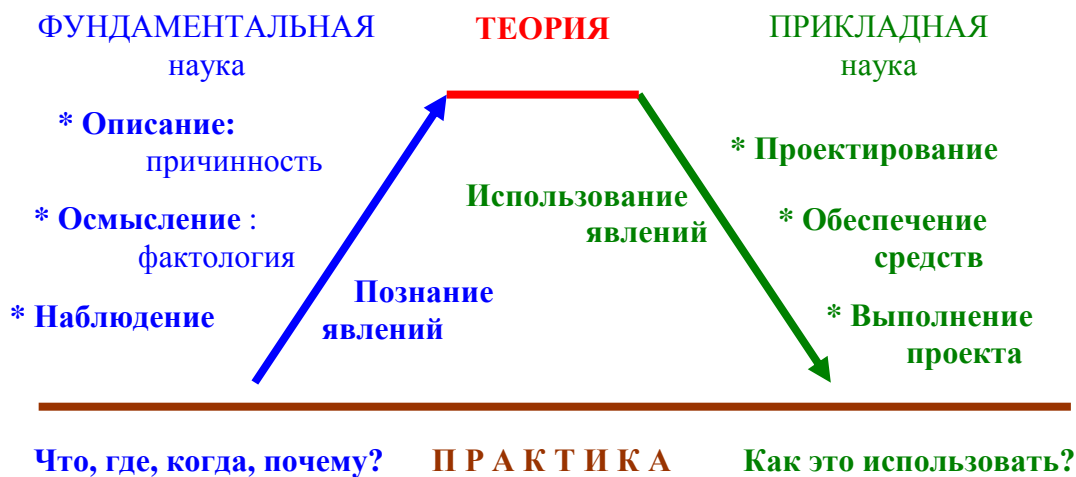 ФУНДАМЕНТАЛЬНАЯ
наука
* Описание:
причинность
* Осмысление :
фактология
* Наблюдение
Познание
явлений
ТЕОРИЯ
Использование
явлений
ПРИКЛАДНАЯ
наука
* Проектирование
* Обеспечение
средств
* Выполнение
проекта
Что, где, когда, почему?
П Р А К Т И К А
Как это использовать?